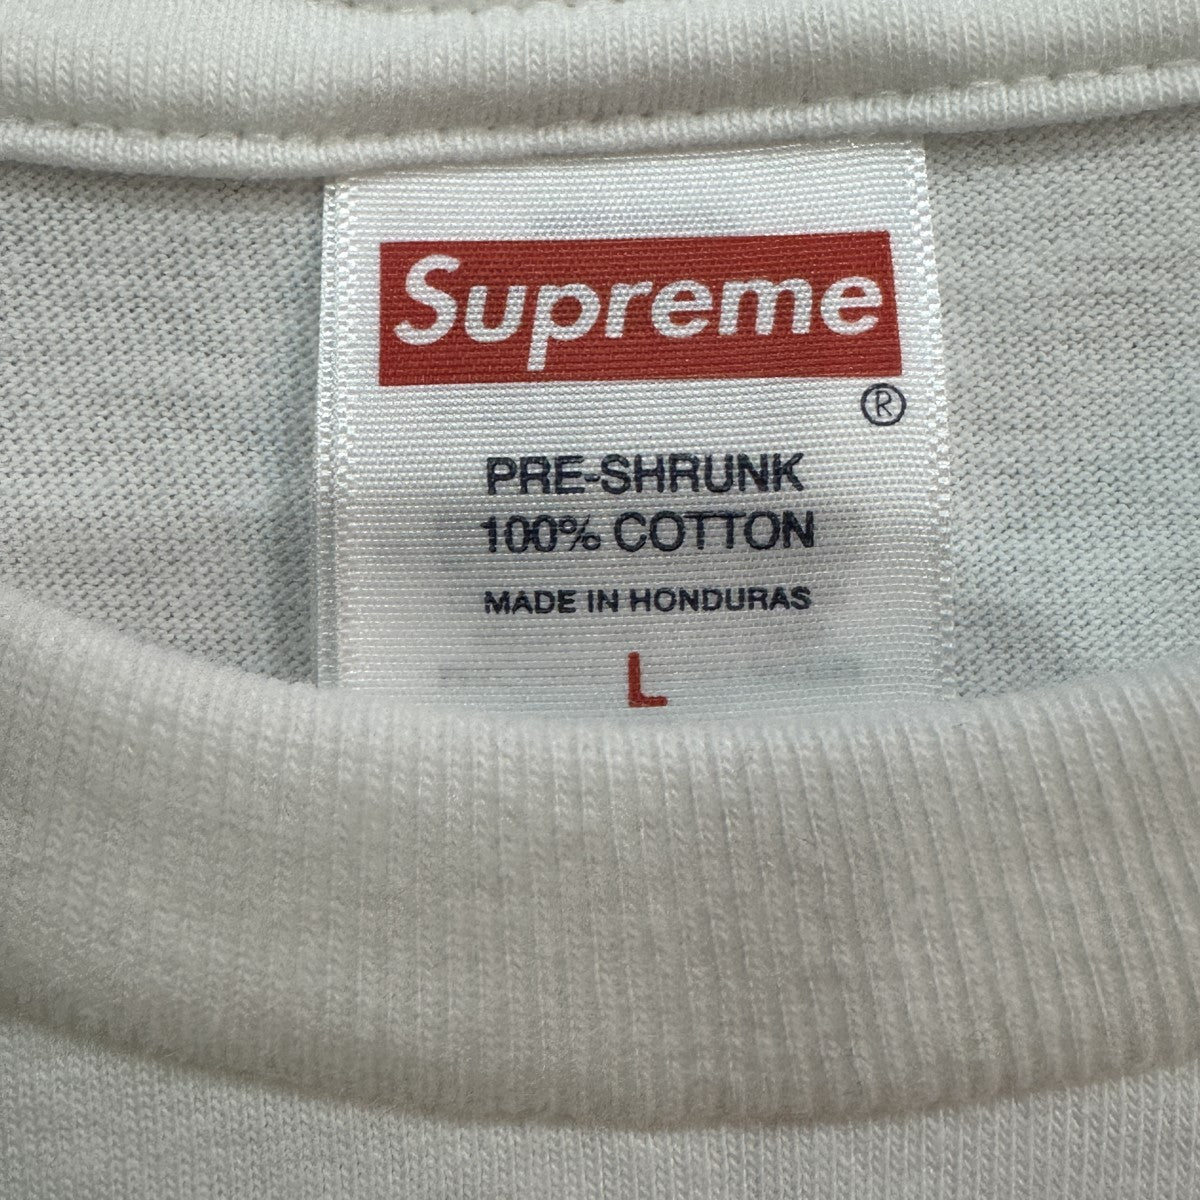 Supreme
®
PRE-SHRUNK
100% COTTON
MADE IN HONDURAS
L